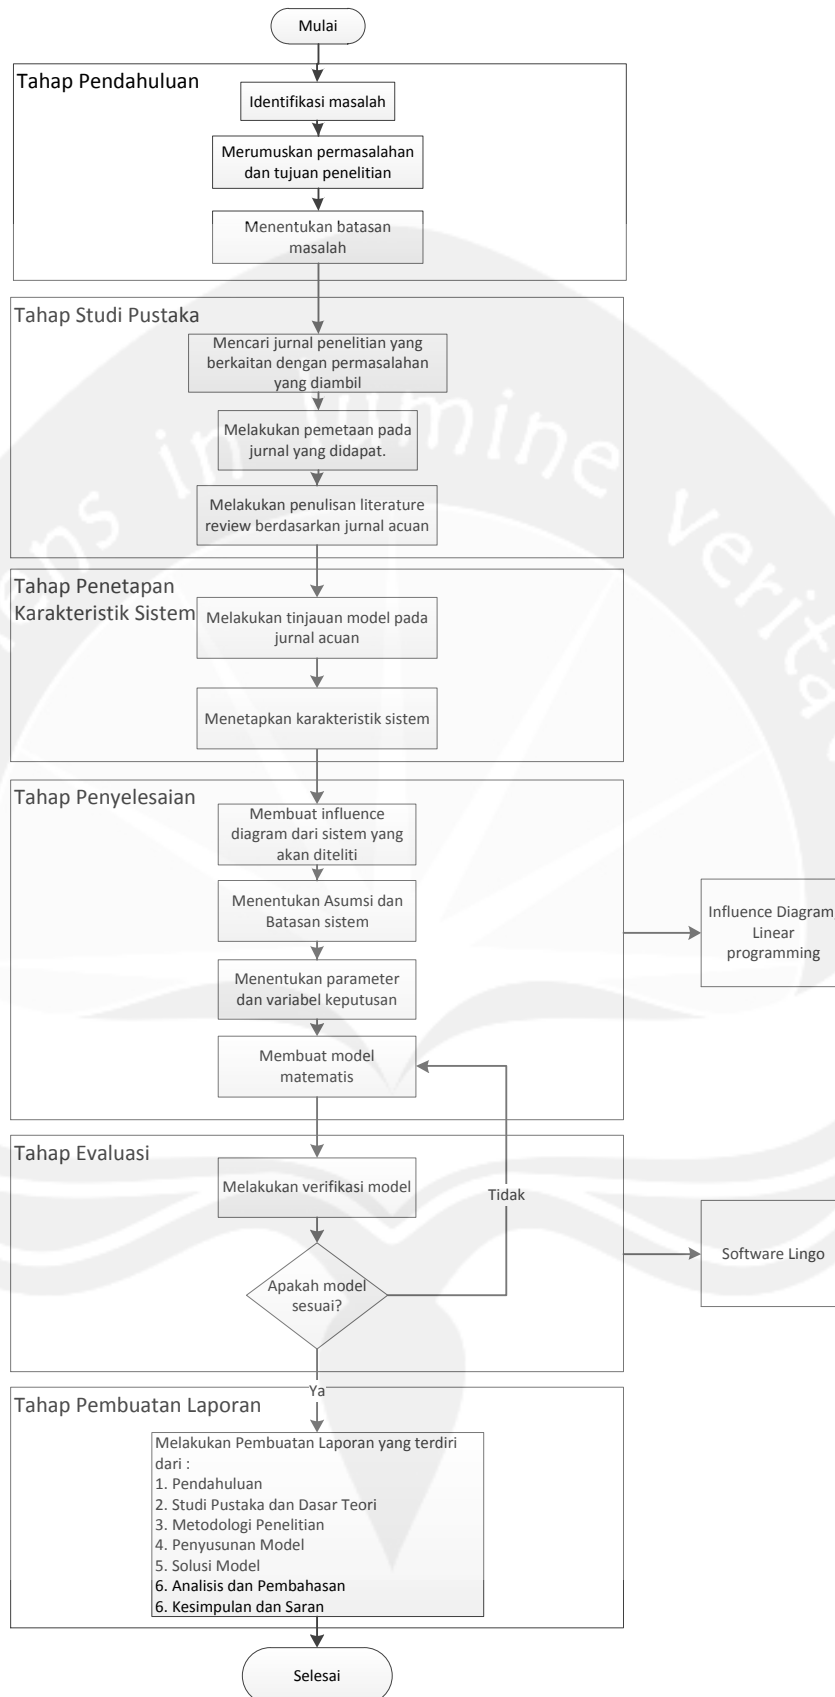 Mulai
Tahap Pendahuluan
Identifikasi masalah
Merumuskan permasalahan
dan tujuan penelitian
Menentukan batasan
masalah
Tahap Studi Pustaka
Mencari jurnal penelitian yang
berkaitan dengan permasalahan
yang diambil
Melakukan pemetaan pada
jurnal yang didapat.
Melakukan penulisan literature
review berdasarkan jurnal acuan
Tahap Penetapan
Karakteristik Sistem
Melakukan tinjauan model pada
jurnal acuan
Menetapkan karakteristik sistem
Tahap Penyelesaian
Membuat influence
diagram dari sistem yang
akan diteliti
Menentukan Asumsi dan
Batasan sistem
Menentukan parameter
dan variabel keputusan
Membuat model
matematis
Influence Diagram,
Linear
programming
Tahap Evaluasi
Melakukan verifikasi model
Tidak
Apakah model
sesuai?
Software Lingo
Ya
Tahap Pembuatan Laporan
Melakukan Pembuatan Laporan yang terdiri
dari :
1. Pendahuluan
2. Studi Pustaka dan Dasar Teori
3. Metodologi Penelitian
4. Penyusunan Model
5. Solusi Model
6. Analisis dan Pembahasan
6. Kesimpulan dan Saran
Selesai
in lumine